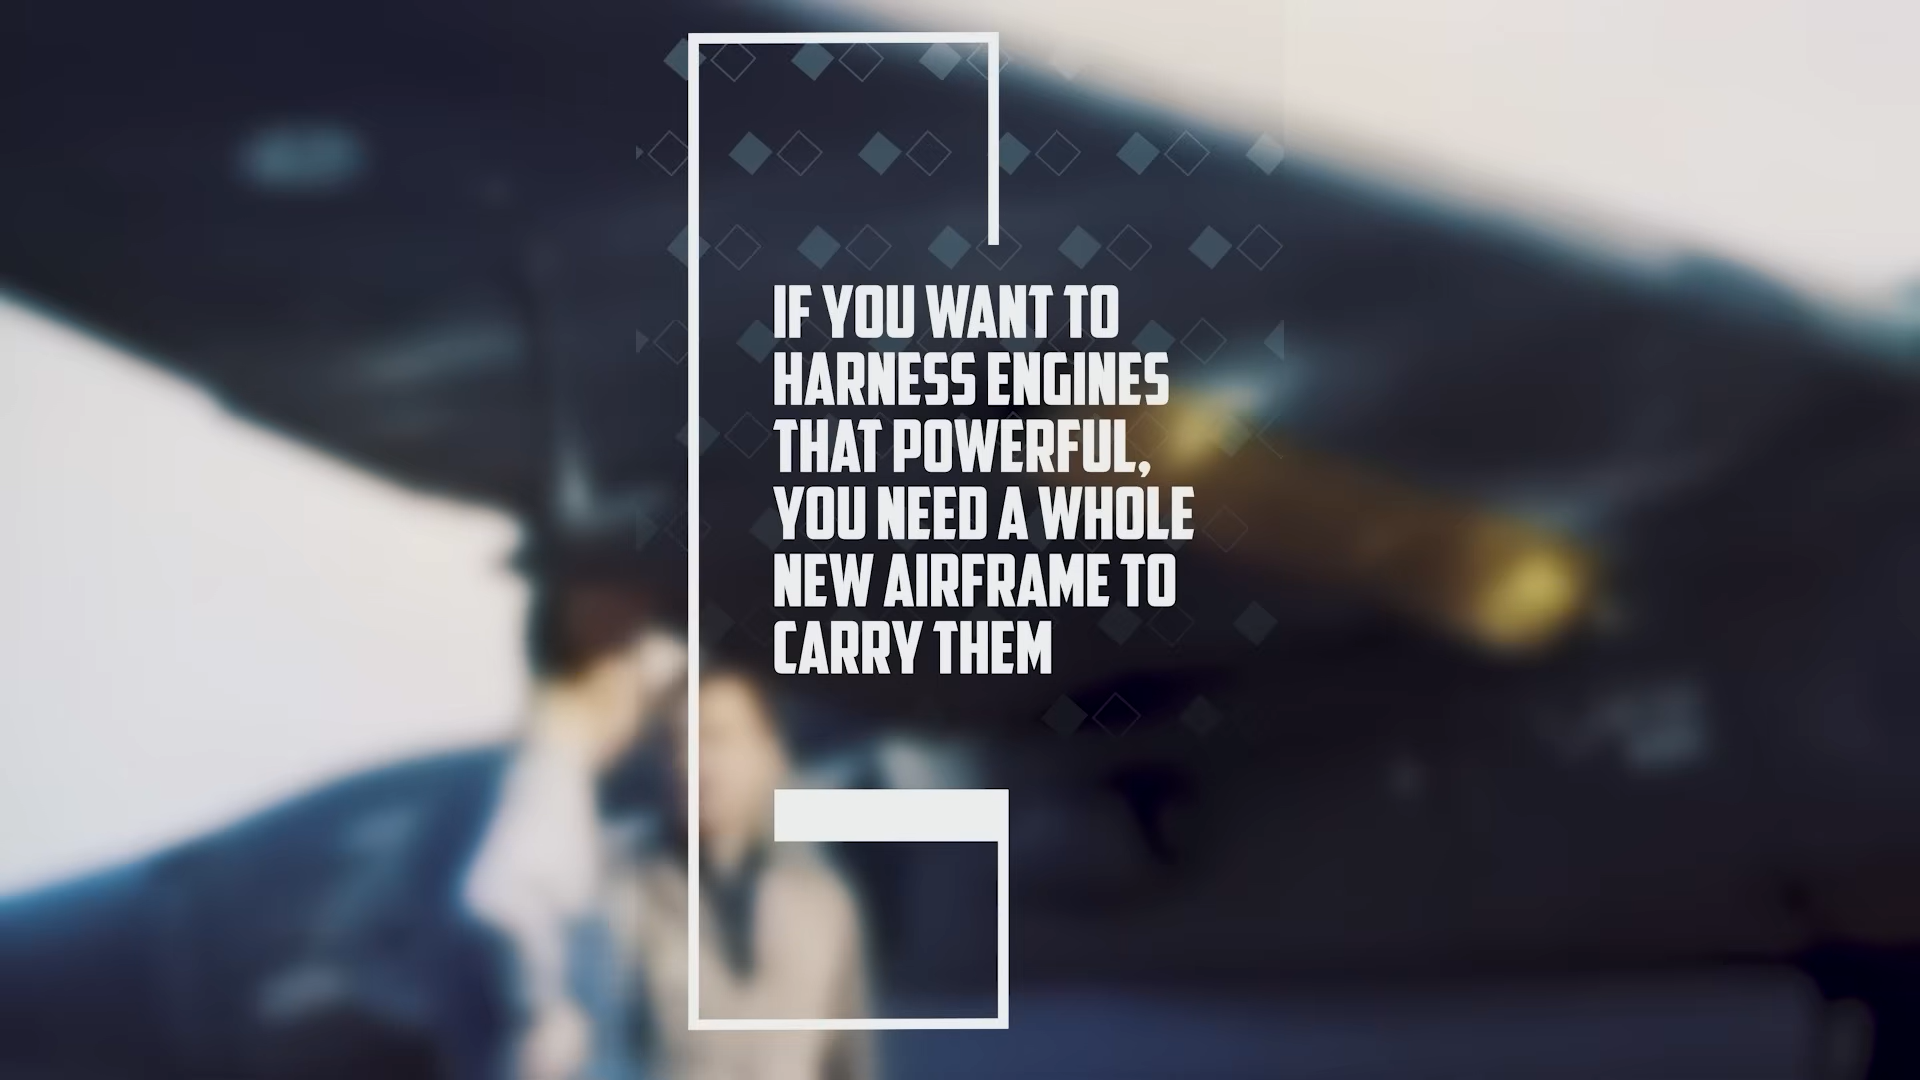 IF YOU WANT TO
HARNESS ENGINES
THAT POWERFUL,
YOU NEED A WHOLE
NEW AIRFRAME TO
CARRY THEM